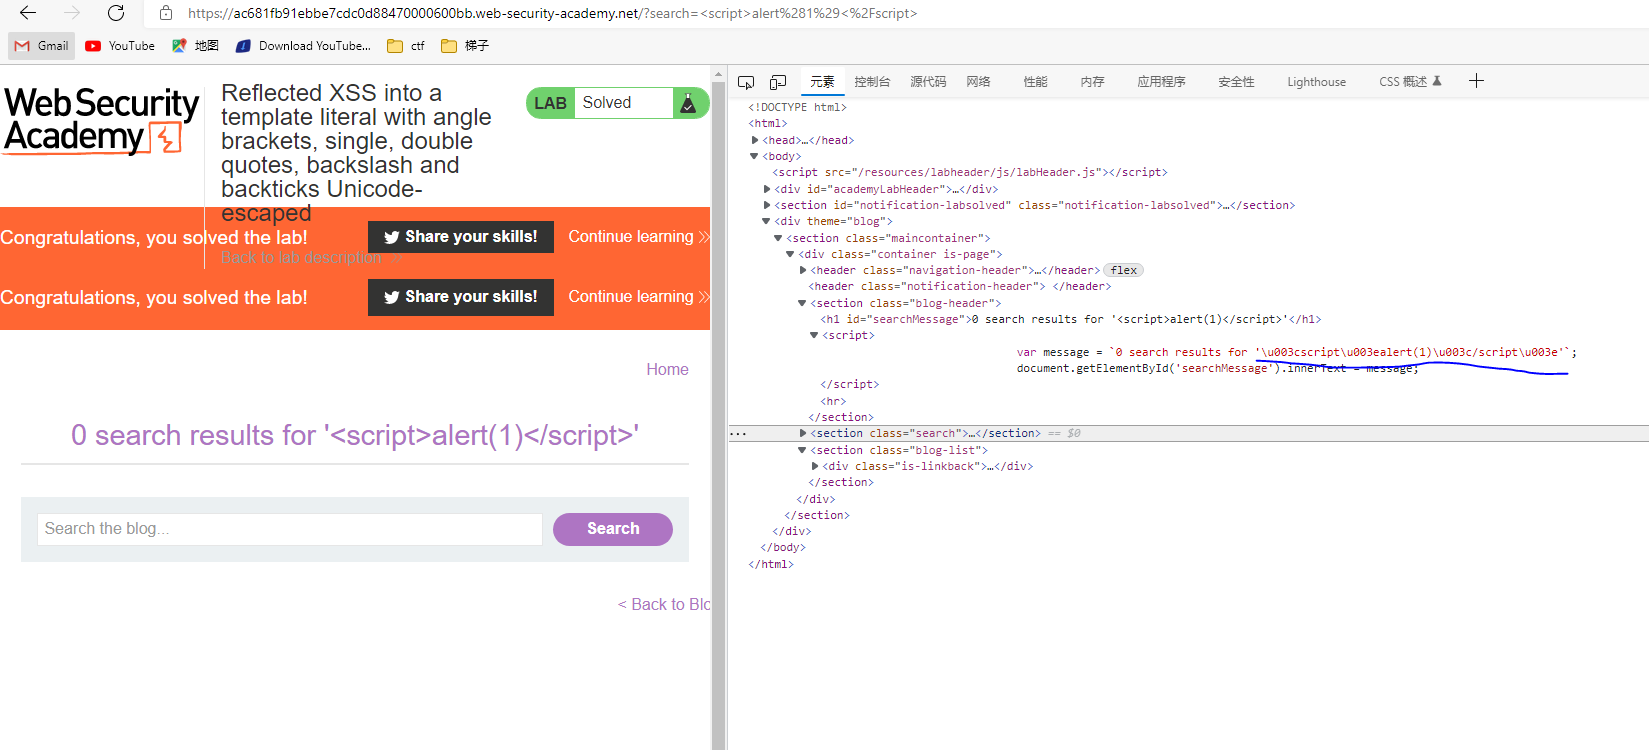 https://ac681fb91ebbe7cdc0d88470000600bb.web-security-academy.net/?search=<script>alert%281%29<%2Fscript>
Gmail YouTube 地图 Download YouTube... ctf 梯子
Web Security
Academy
Reflected XSS into a
template literal with angle
brackets, single, double
quotes, backslash and
backticks Unicode-
escaped
LAB Solved
Back to lab description
Congratulations, you solved the lab! Share your skills! Continue learning
Congratulations, you solved the lab! Share your skills! Continue learning
Home
0 search results for '<script>alert(1)</script>'
Search the blog... Search
< Back to Blo
元素 控制台 源代码 网络 性能 内存 应用程序 安全性 Lighthouse CSS 概述
<!DOCTYPE html>
<html>
<head>…</head>
<body>
<script src="/resources/labheader/js/labHeader.js"></script>
<div id="academyLabHeader">…</div>
<section id="notification-labsolved" class="notification-labsolved">…</section>
<div theme="blog">
<section class="maincontainer">
<div class="container is-page">
<header class="navigation-header">…</header> flex
<header class="notification-header"> </header>
<section class="blog-header">
<h1 id="searchMessage">0 search results for '<script>alert(1)</script>'</h1>
<script>
var message = `0 search results for '\u003cscript\u003ealert(1)\u003c/script\u003e'`;
document.getElementById('searchMessage').innerText = message;
</script>
<hr>
</section>
<section class="search">…</section> == $0
<section class="blog-list">
<div class="is-linkback">…</div>
</section>
</div>
</section>
</div>
</body>
</html>